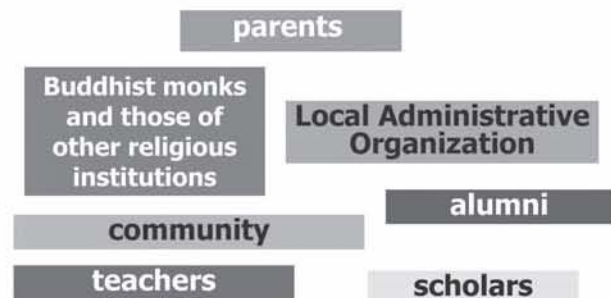 parents
Buddhist monks
and those of
other religious
institutions
Local Administrative
Organization
alumni
community
teachers
scholars